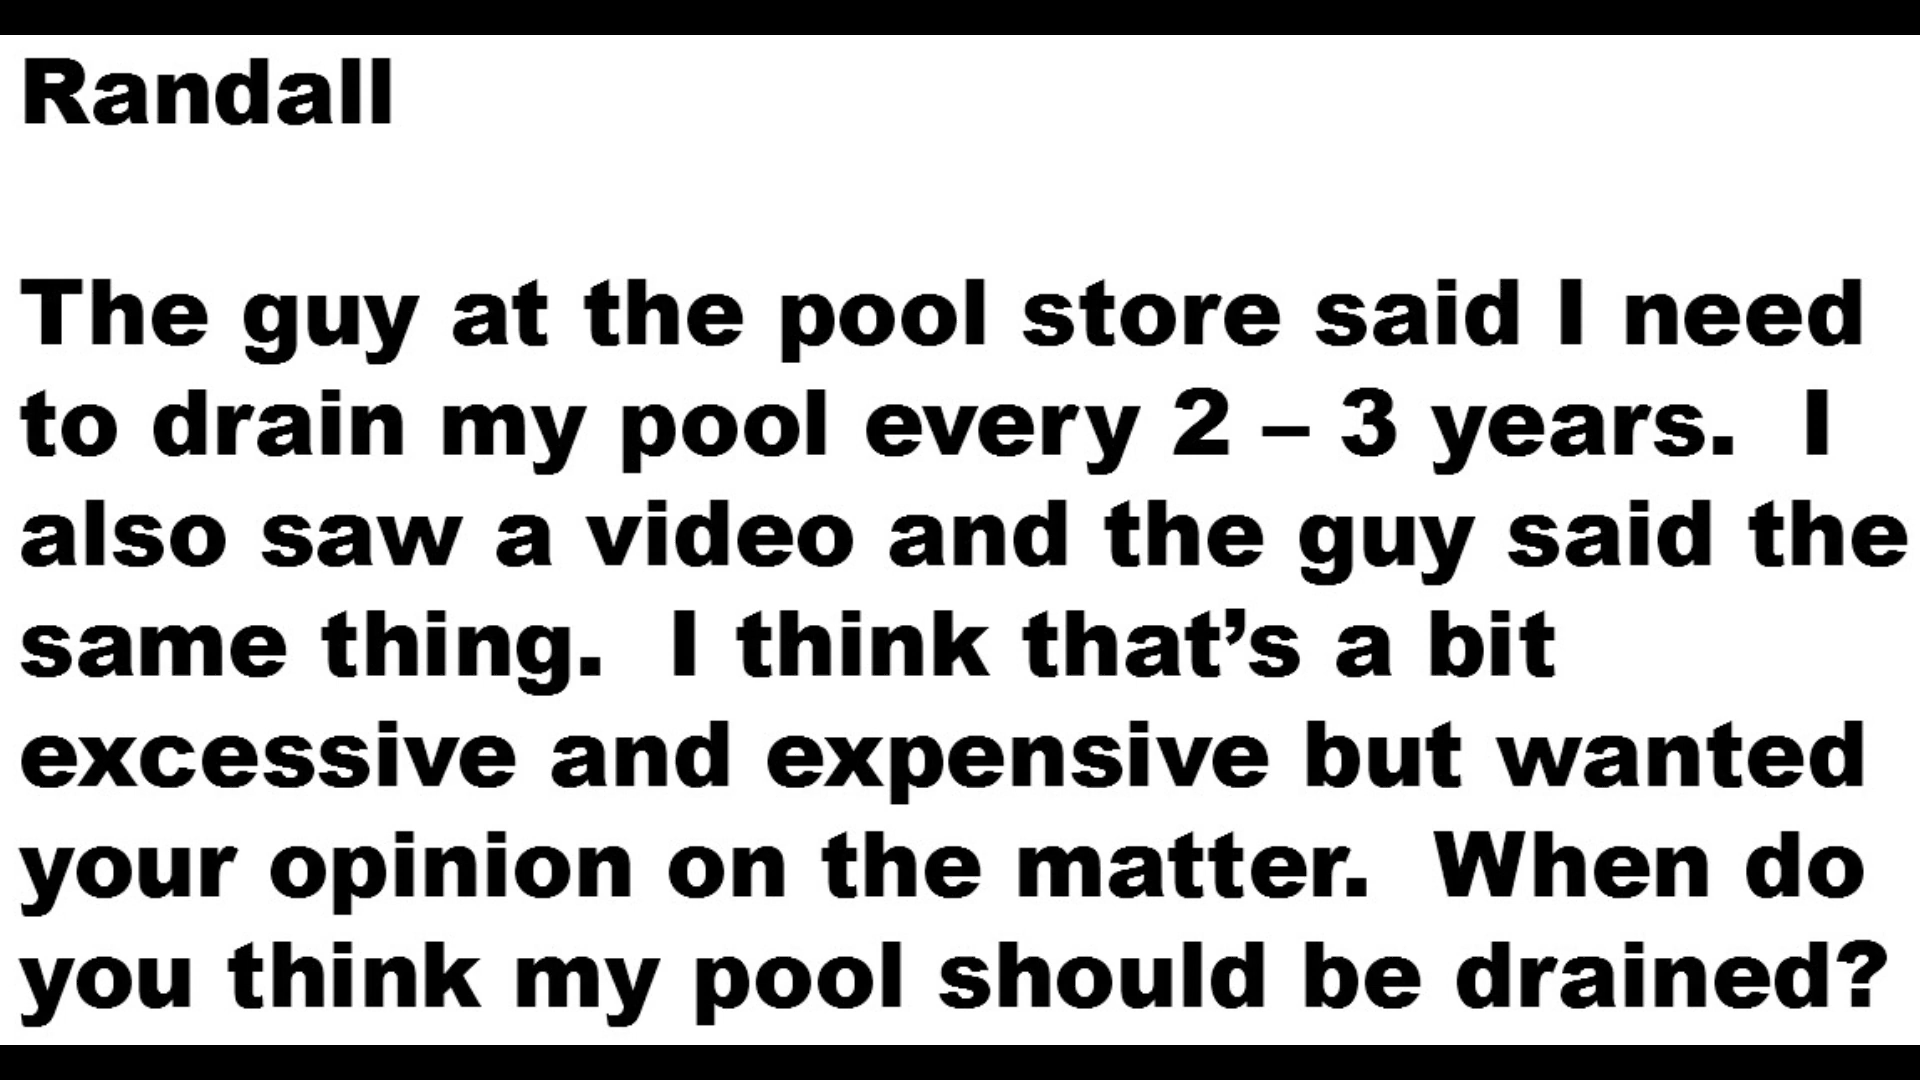 Randall
The guy at the pool store said I need
to drain my pool every 2 – 3 years.  I
also saw a video and the guy said the
same thing.  I think that’s a bit
excessive and expensive but wanted
your opinion on the matter.  When do
you think my pool should be drained?